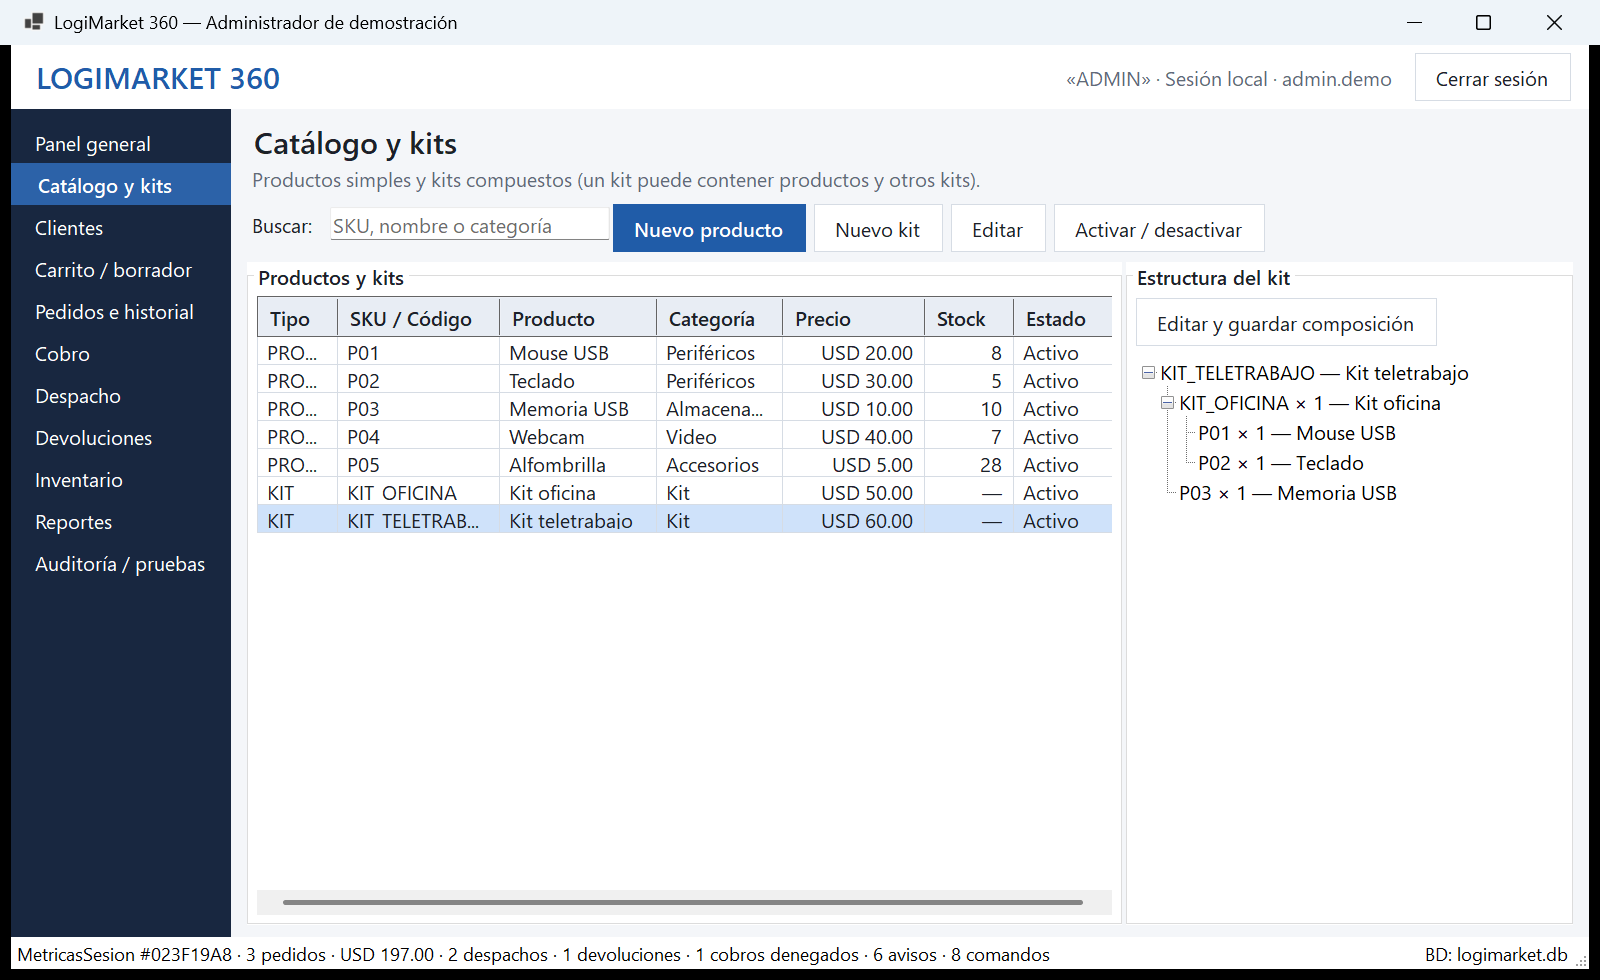 LogiMarket 360 — Administrador de demostración
LOGIMARKET 360
«ADMIN» · Sesión local · admin.demo
Cerrar sesión
Panel general
Catálogo y kits
Clientes
Carrito / borrador
Pedidos e historial
Cobro
Despacho
Devoluciones
Inventario
Reportes
Auditoría / pruebas
Catálogo y kits
Productos simples y kits compuestos (un kit puede contener productos y otros kits).
Buscar: SKU, nombre o categoría Nuevo producto Nuevo kit Editar Activar / desactivar
Productos y kits
Tipo SKU / Código Producto Categoría Precio Stock Estado
PRO... P01 Mouse USB Periféricos USD 20.00 8 Activo
PRO... P02 Teclado Periféricos USD 30.00 5 Activo
PRO... P03 Memoria USB Almacena... USD 10.00 10 Activo
PRO... P04 Webcam Video USD 40.00 7 Activo
PRO... P05 Alfombrilla Accesorios USD 5.00 28 Activo
KIT KIT_OFICINA Kit oficina Kit USD 50.00 — Activo
KIT KIT_TELETRAB... Kit teletrabajo Kit USD 60.00 — Activo
Estructura del kit
Editar y guardar composición
KIT_TELETRABAJO — Kit teletrabajo
KIT_OFICINA × 1 — Kit oficina
P01 × 1 — Mouse USB
P02 × 1 — Teclado
P03 × 1 — Memoria USB
MetricasSesion #023F19A8 · 3 pedidos · USD 197.00 · 2 despachos · 1 devoluciones · 1 cobros denegados · 6 avisos · 8 comandos
BD: logimarket.db